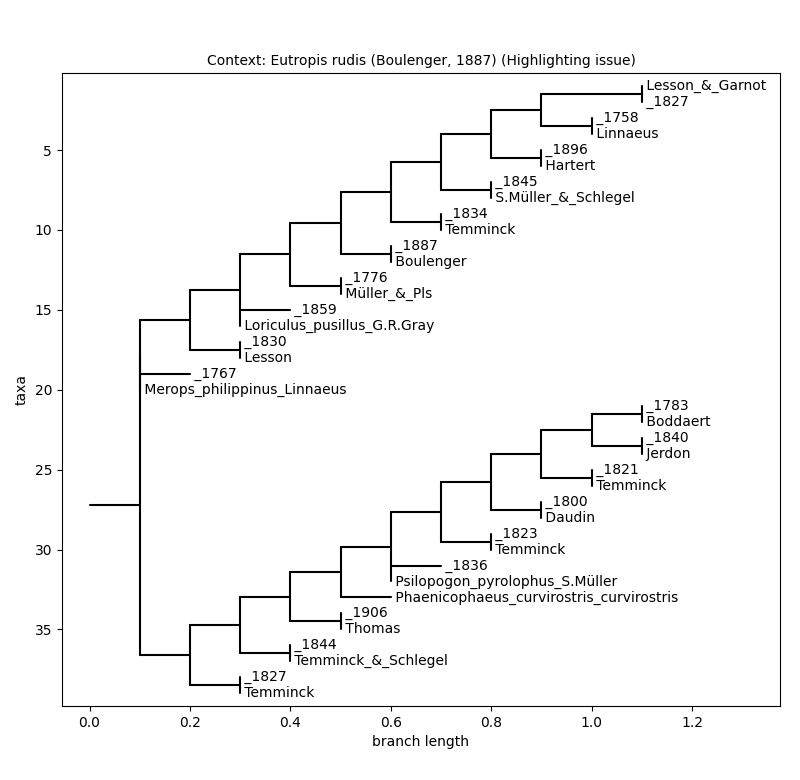 Context: Eutropis rudis (Boulenger, 1887) (Highlighting issue)
Lesson_&_Garnot
_1827
_1758
Linnaeus
5
_1896
Hartert
_1845
S.Müller_&_Schlegel
_1834
Temminck
10
_1887
Boulenger
_1776
Müller_&_Pls
15
_1859
Loriculus_pusillus_G.R.Gray
_1830
Lesson
_1767
Merops_philippinus_Linnaeus
20
taxa
_1783
Boddaert
_1840
Jerdon
25
_1821
Temminck
_1800
Daudin
_1823
Temminck
30
_1836
Psilopogon_pyrolophus_S.Müller
Phaenicophaeus_curvirostris_curvirostris
_1906
Thomas
35
_1844
Temminck_&_Schlegel
_1827
Temminck
0.0 0.2 0.4 0.6 0.8 1.0 1.2
branch length